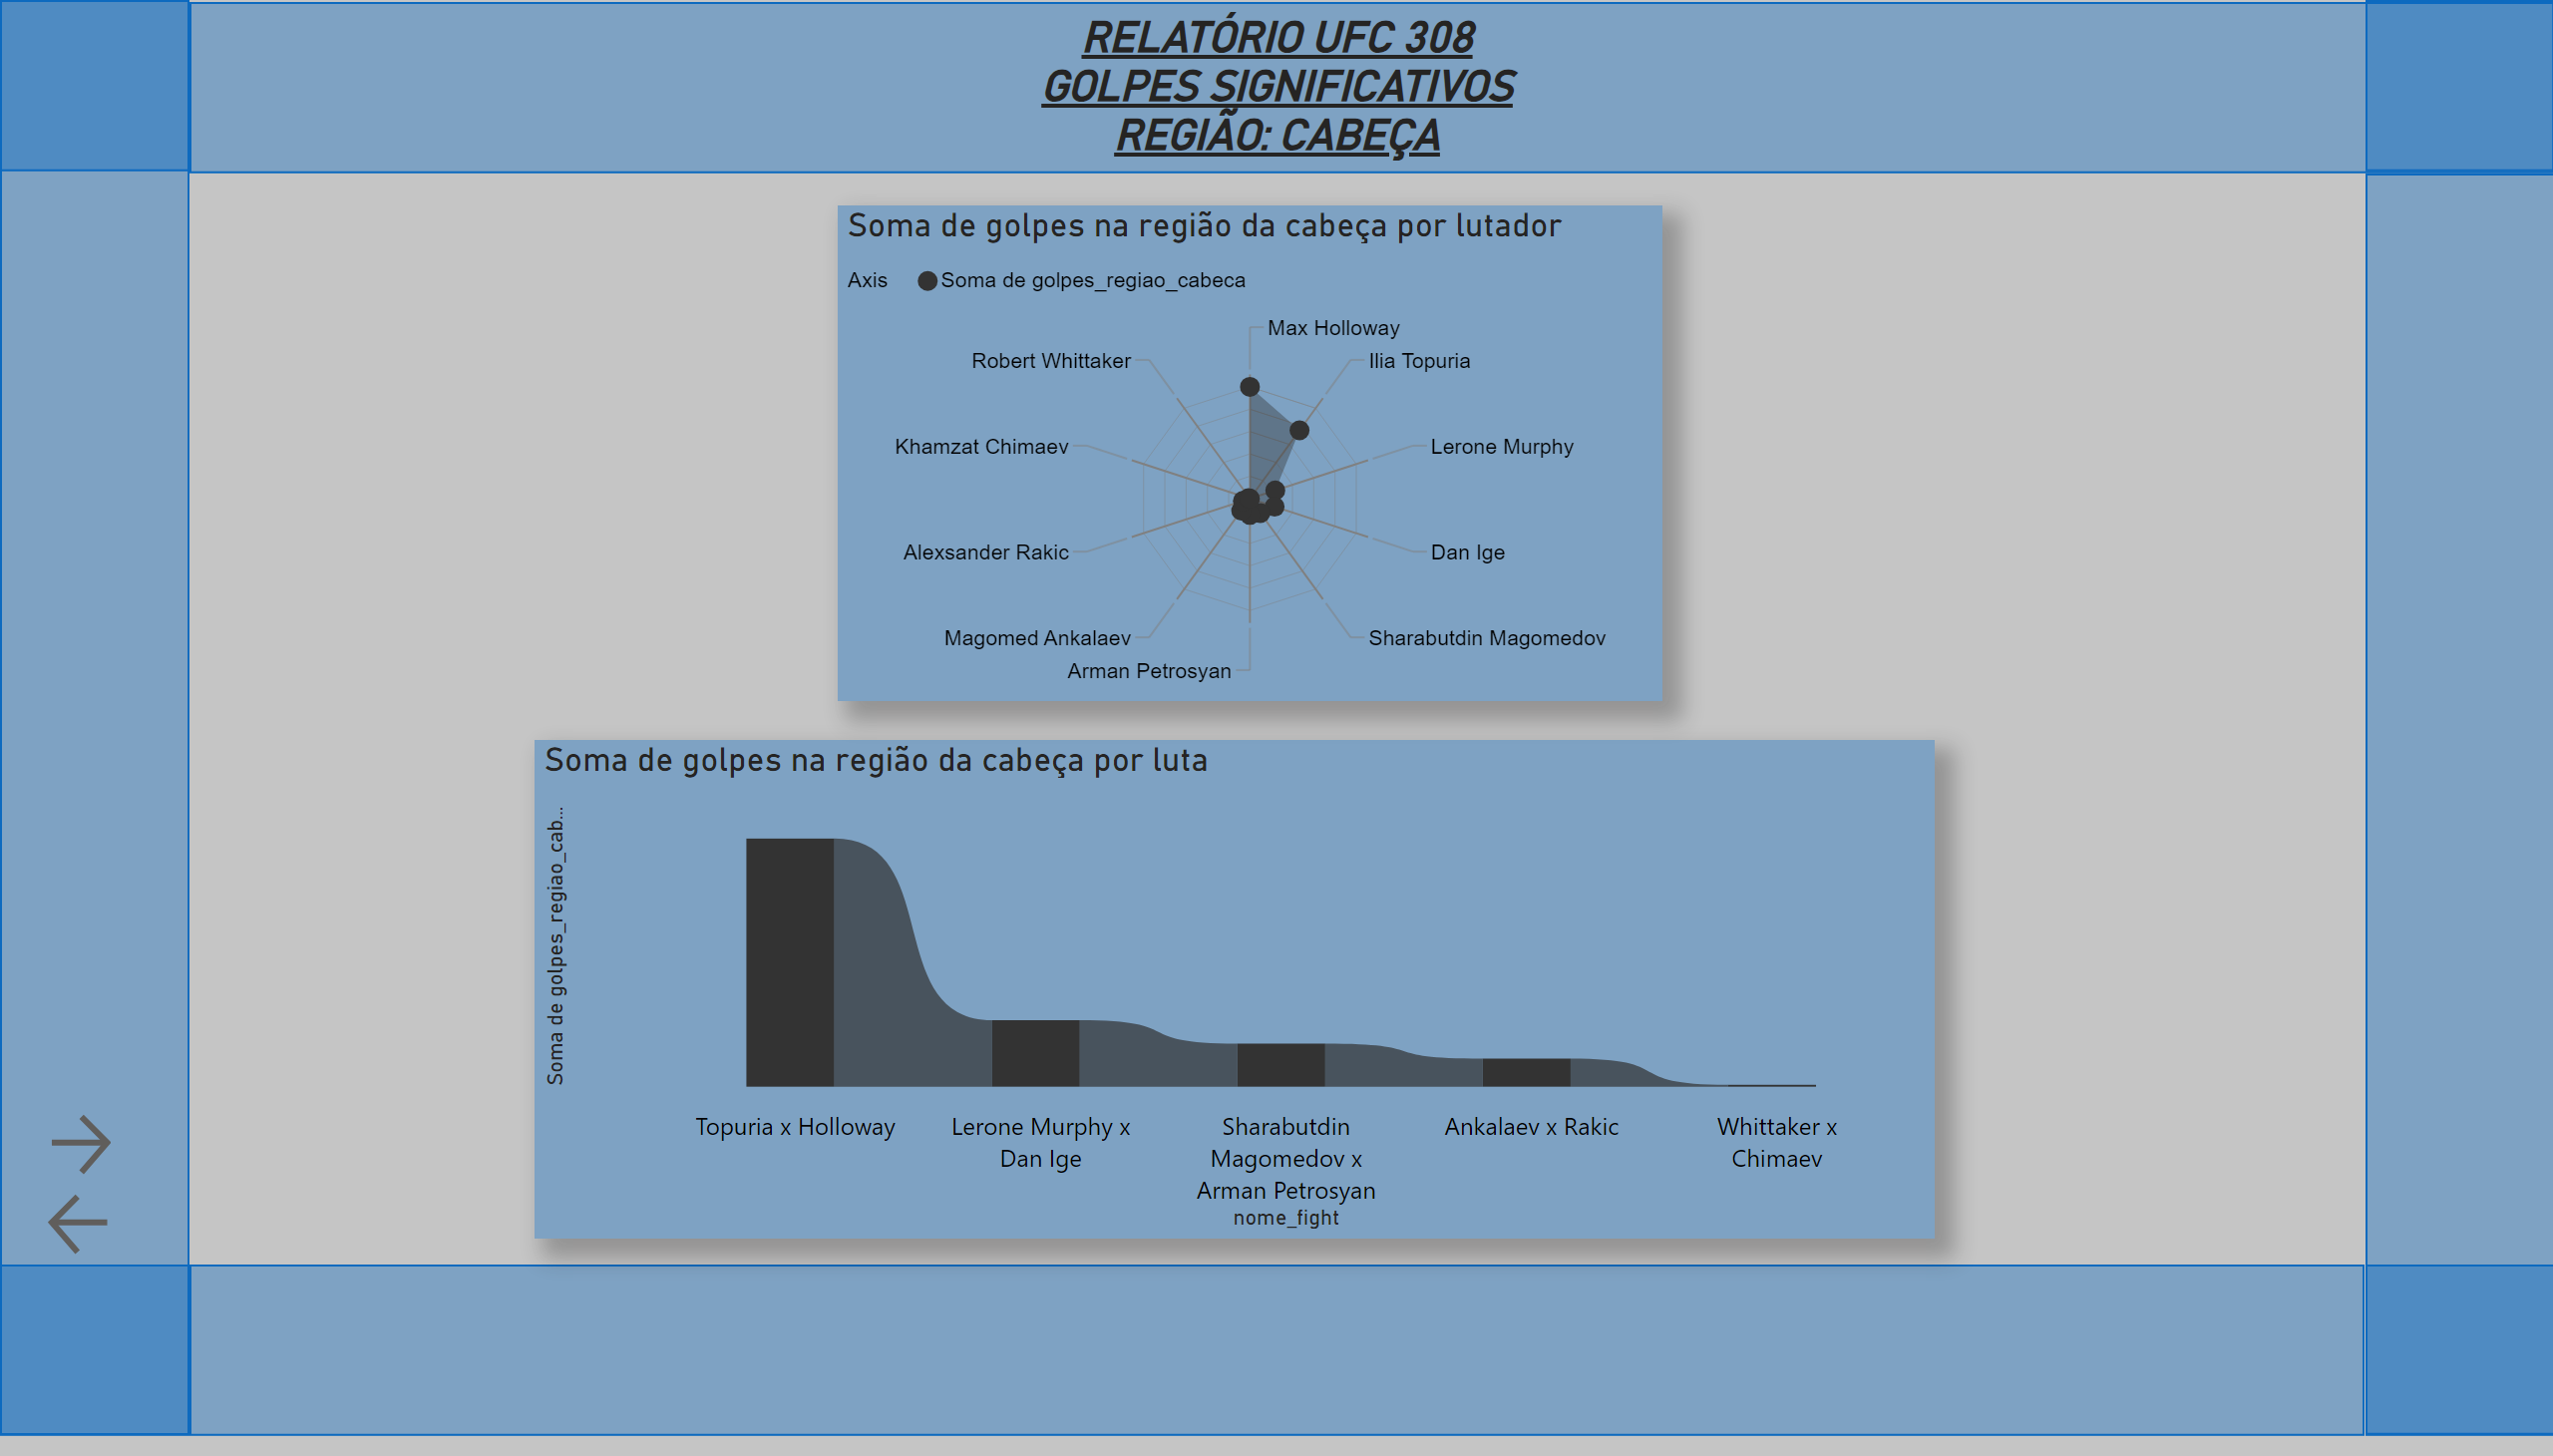 RELATÓRIO UFC 308
GOLPES SIGNIFICATIVOS
REGIÃO: CABEÇA
Soma de golpes na região da cabeça por lutador
Axis Soma de golpes_regiao_cabeca
Max Holloway
Robert Whittaker
Ilia Topuria
Khamzat Chimaev
Lerone Murphy
Alexsander Rakic
Dan Ige
Magomed Ankalaev
Sharabutdin Magomedov
Arman Petrosyan
Soma de golpes na região da cabeça por luta
Soma de golpes_regiao_cab...
Topuria x Holloway
Lerone Murphy x
Dan Ige
Sharabutdin
Magomedov x
Arman Petrosyan
Ankalaev x Rakic
Whittaker x
Chimaev
nome_fight